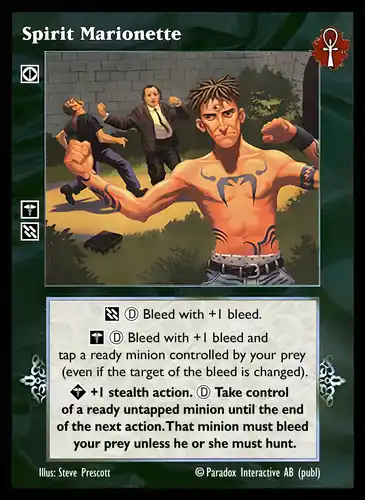 Spirit Marionette
Ⓓ Bleed with +1 bleed.
Ⓓ Bleed with +1 bleed and
tap a ready minion controlled by your prey
(even if the target of the bleed is changed).
+1 stealth action. Ⓓ Take control
of a ready untapped minion until the end
of the next action. That minion must bleed
your prey unless he or she must hunt.
Illus: Steve Prescott © Paradox Interactive AB (publ)